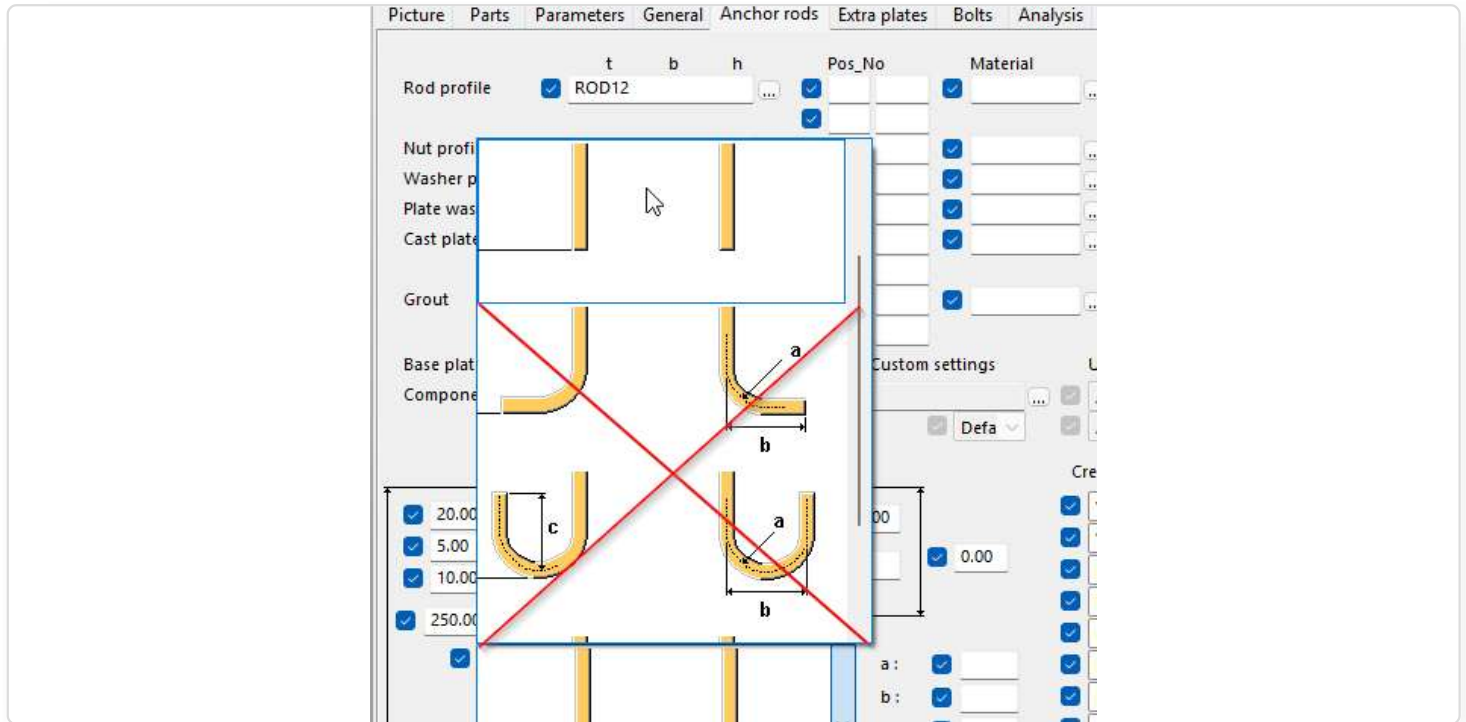 Picture Parts Parameters General Anchor rods Extra plates Bolts Analysis
t b h Pos_No Material
Rod profile ROD12 ...
Nut profi
Washer p
Plate was
Cast plate
Grout
a
Base plat Custom settings
Compone ...
Defa
b
Cre
20.00 c a 00
5.00 0.00
10.00
b
250.00
a :
b :